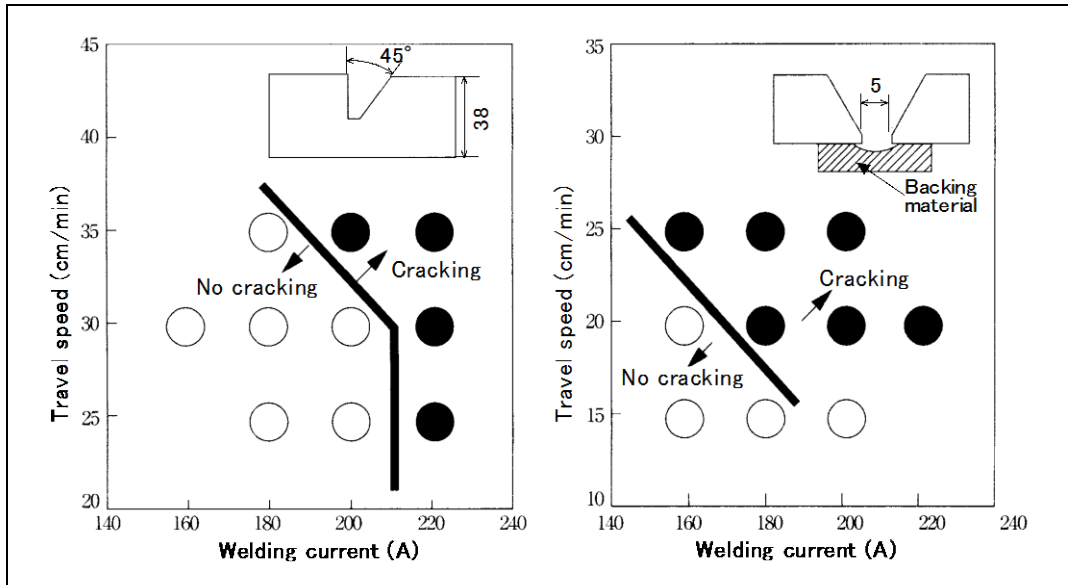 45
40
35
30
25
20
Travel speed (cm/min)
45°
38
No cracking
Cracking
140 160 180 200 220 240
Welding current (A)
35
30
25
20
15
10
Travel speed (cm/min)
5
Backing
material
Cracking
No cracking
140 160 180 200 220 240
Welding current (A)